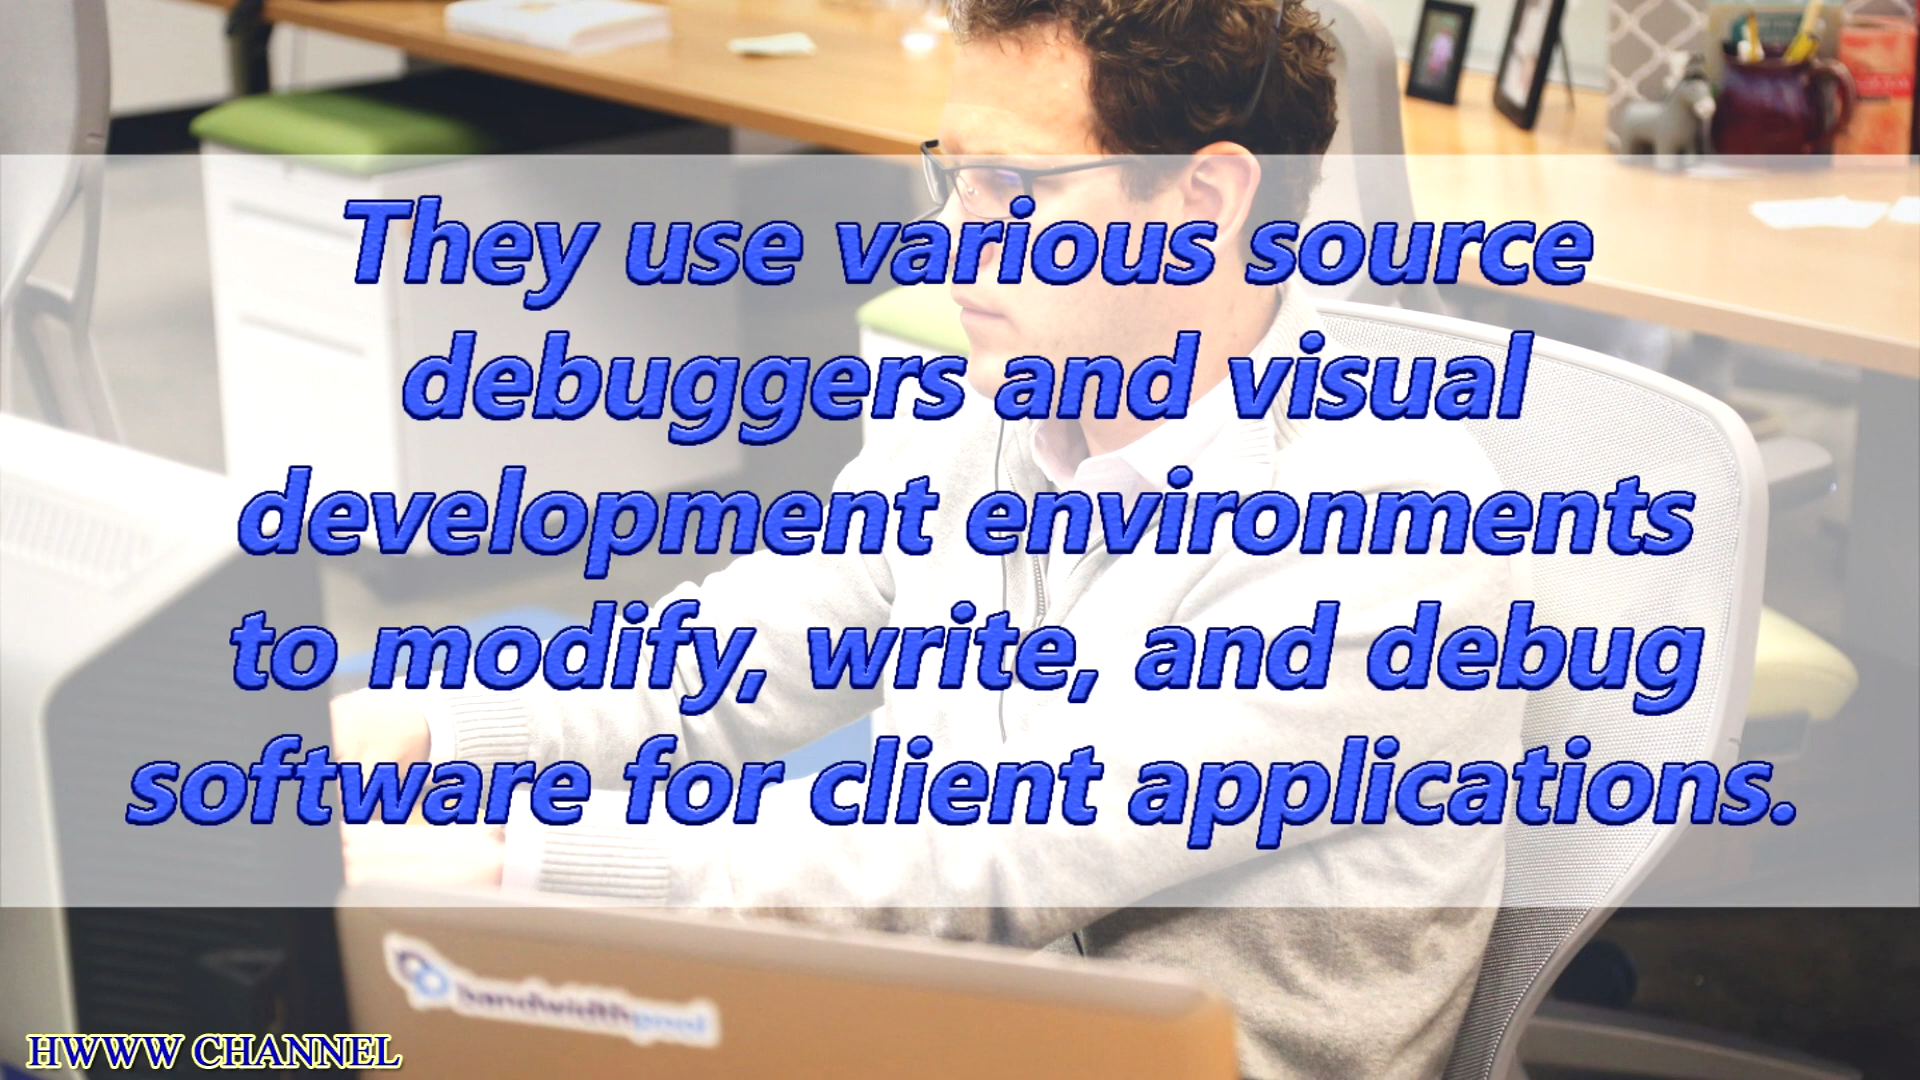 They use various source
debuggers and visual
development environments
to modify, write, and debug
software for client applications.
bandwidthpool
HWWW CHANNEL